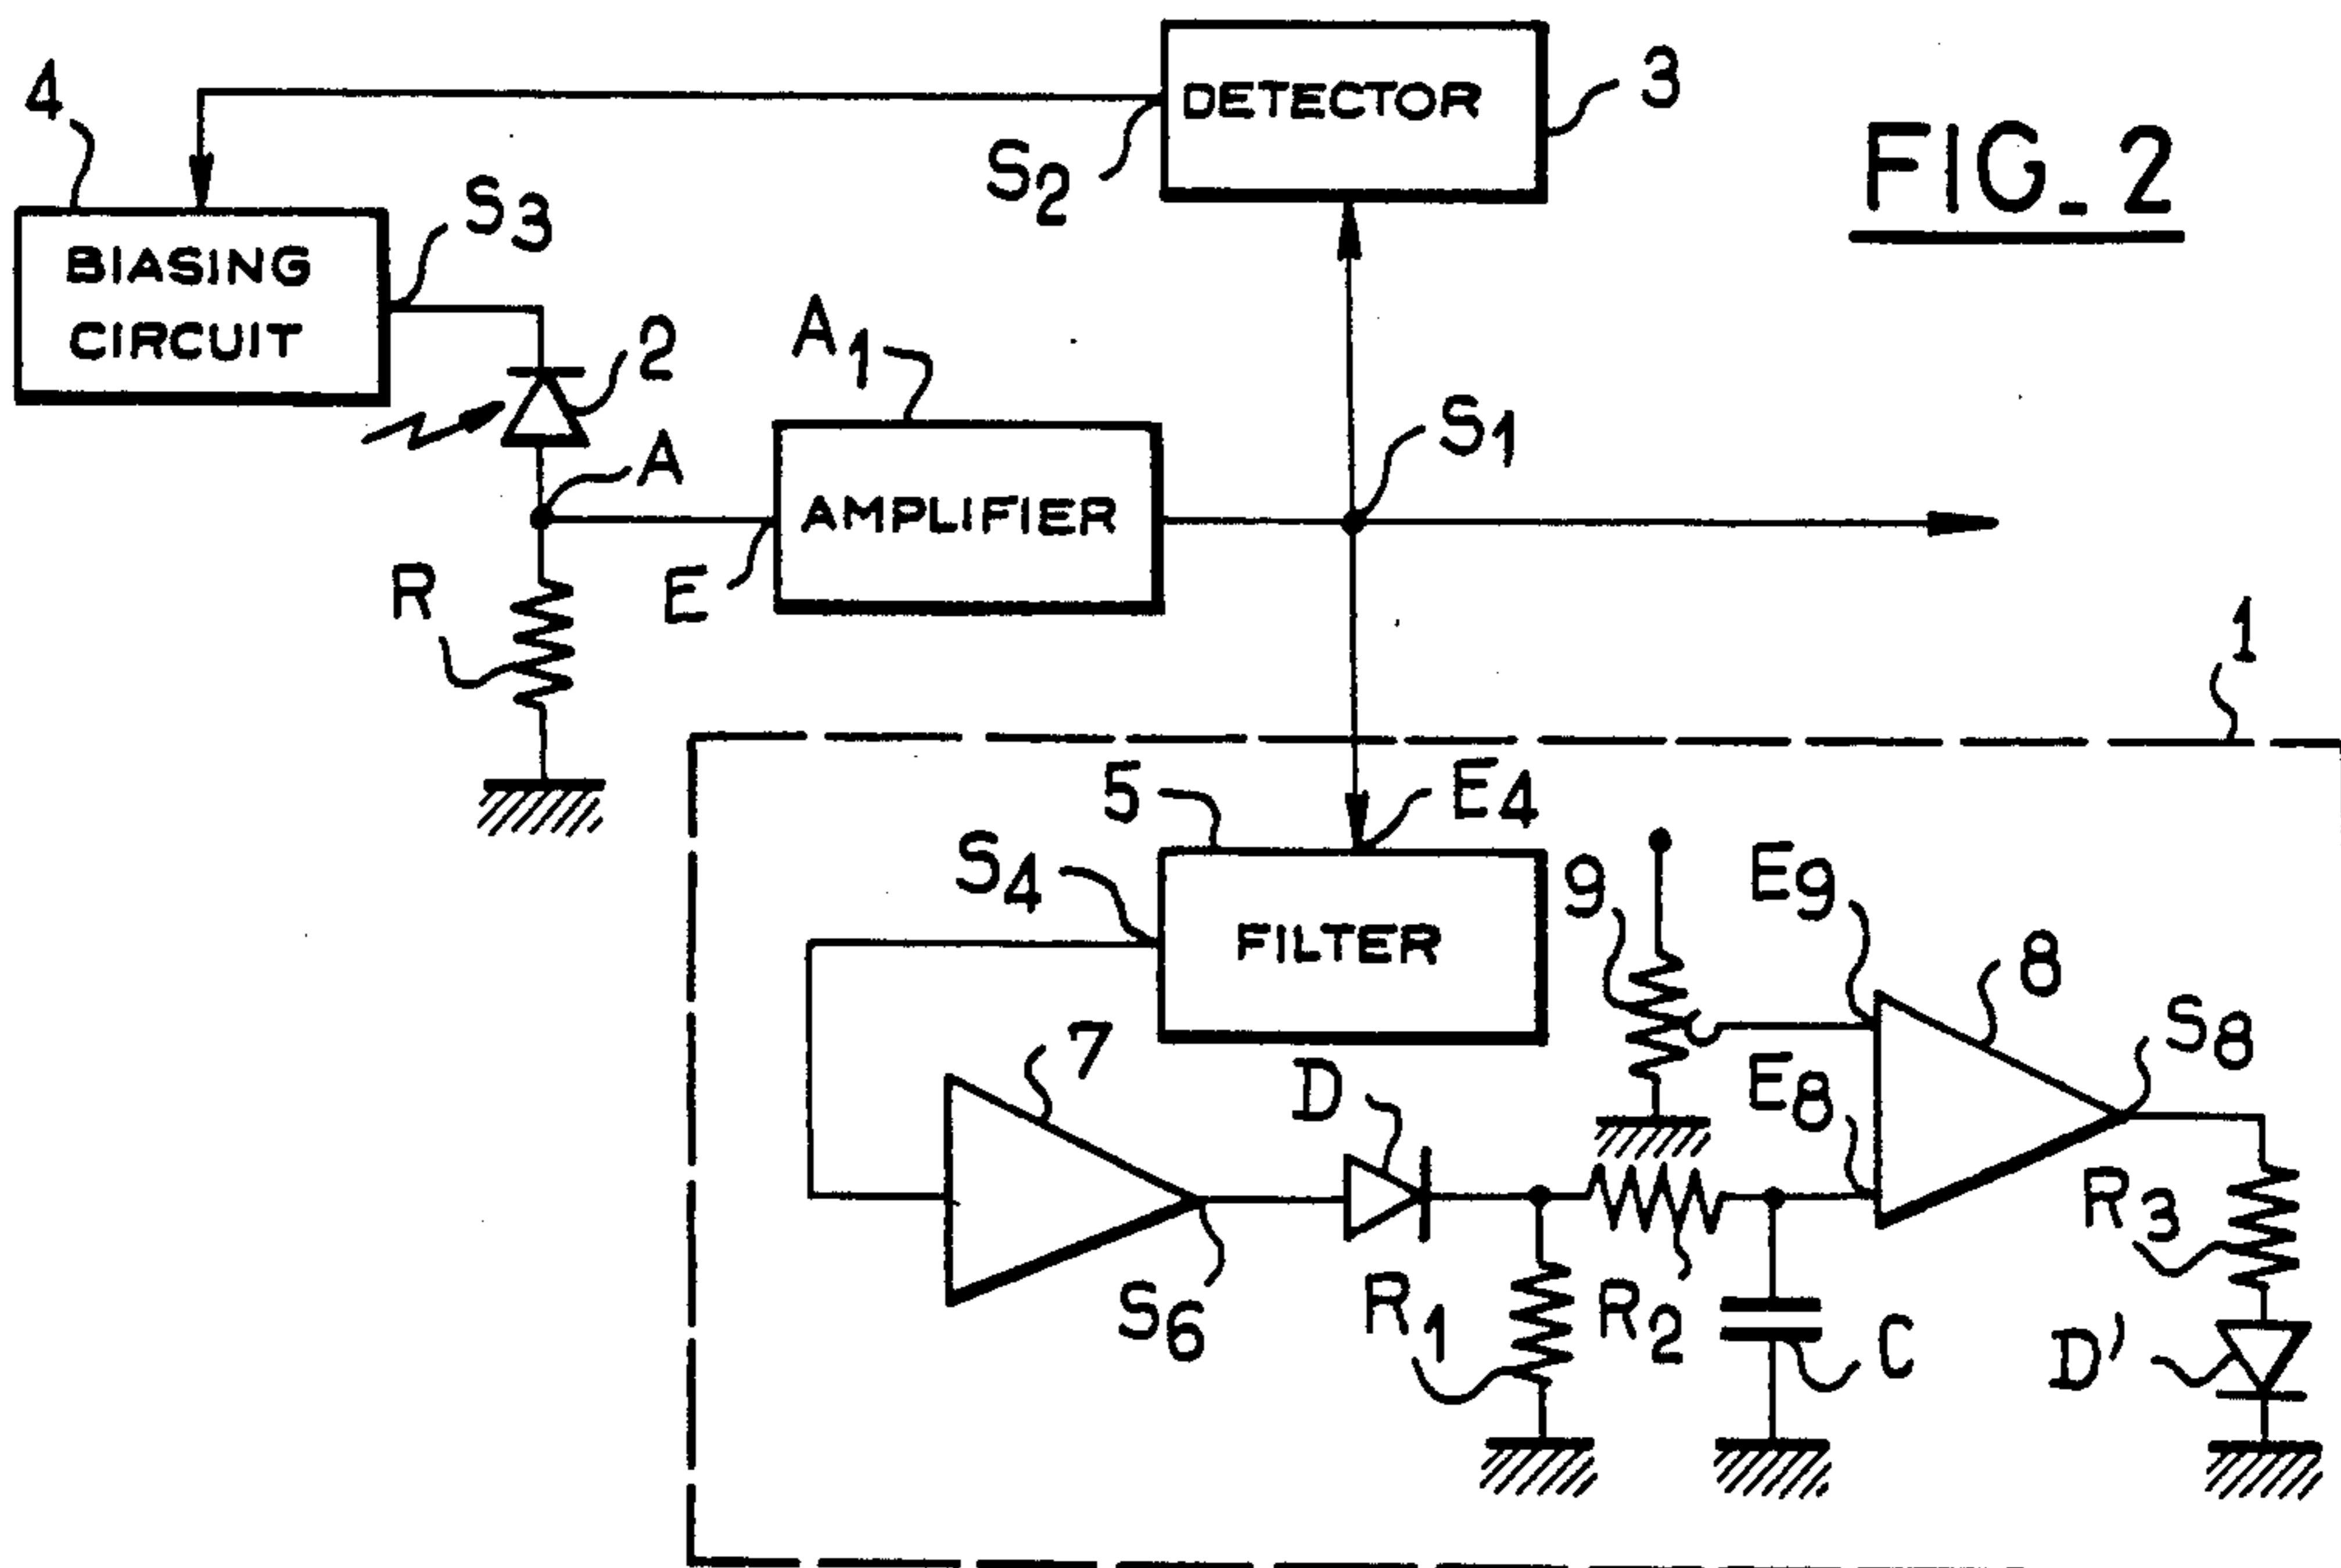 DETECTOR
3
4
S2
FIG_2
S3
BIASING
CIRCUIT
2
A1
S1
A
AMPLIFIER
E
R
1
5
E4
S4
9
E9
FILTER
8
S8
7
D
E8
R3
S6
R1
R2
C
D'